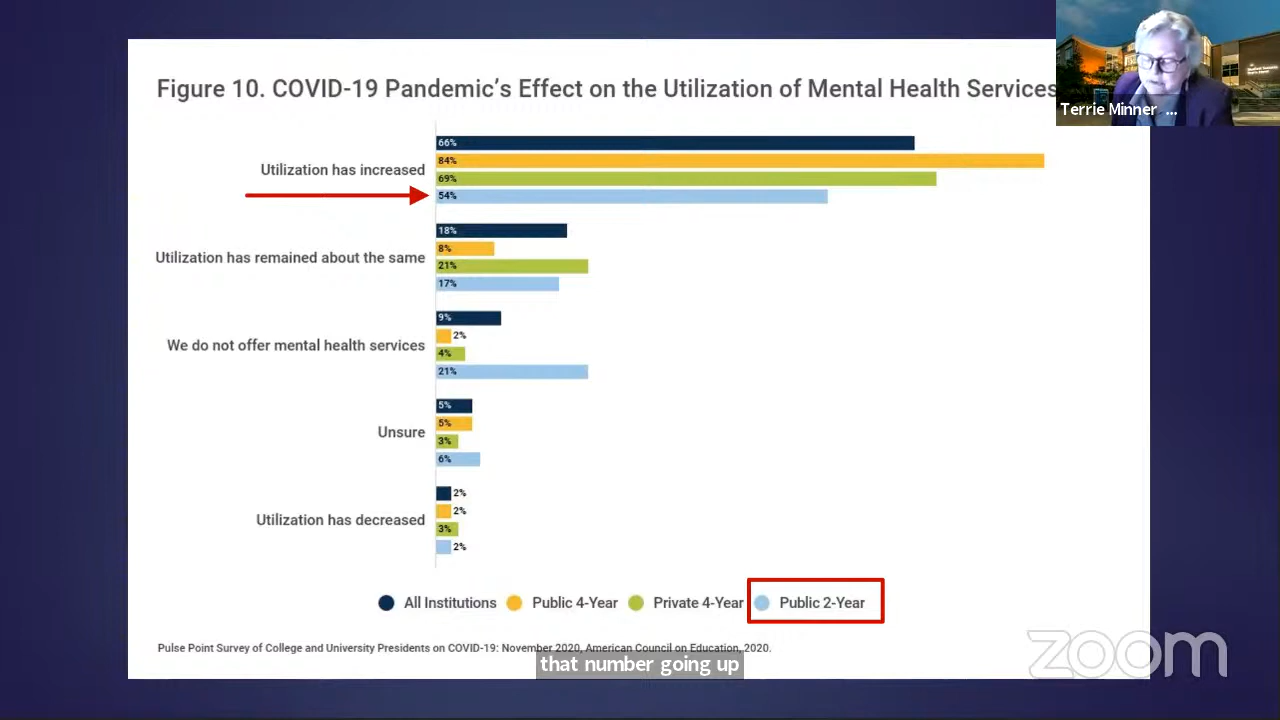 Figure 10. COVID-19 Pandemic's Effect on the Utilization of Mental Health Services
Terrie Minner ...
Utilization has increased
66%
84%
69%
54%
Utilization has remained about the same
18%
8%
21%
17%
We do not offer mental health services
9%
2%
4%
21%
Unsure
5%
5%
3%
6%
Utilization has decreased
2%
2%
3%
2%
All Institutions Public 4-Year Private 4-Year Public 2-Year
Pulse Point Survey of College and University Presidents on COVID-19: November 2020, American Council on Education, 2020.
that number going up
zoom